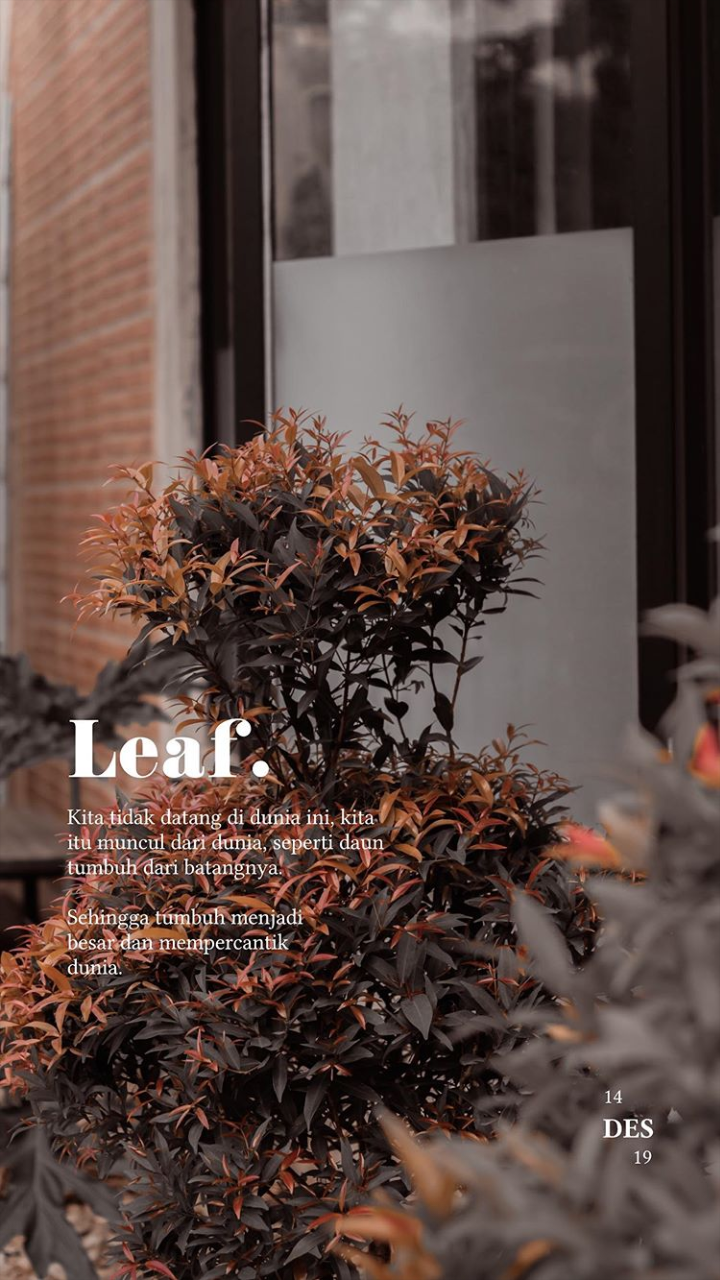 Leaf.
Kita tidak datang di dunia ini, kita
itu muncul dari dunia, seperti daun
tumbuh dari batangnya.
Sehingga tumbuh menjadi
besar dan mempercantik
dunia.
14
DES
19